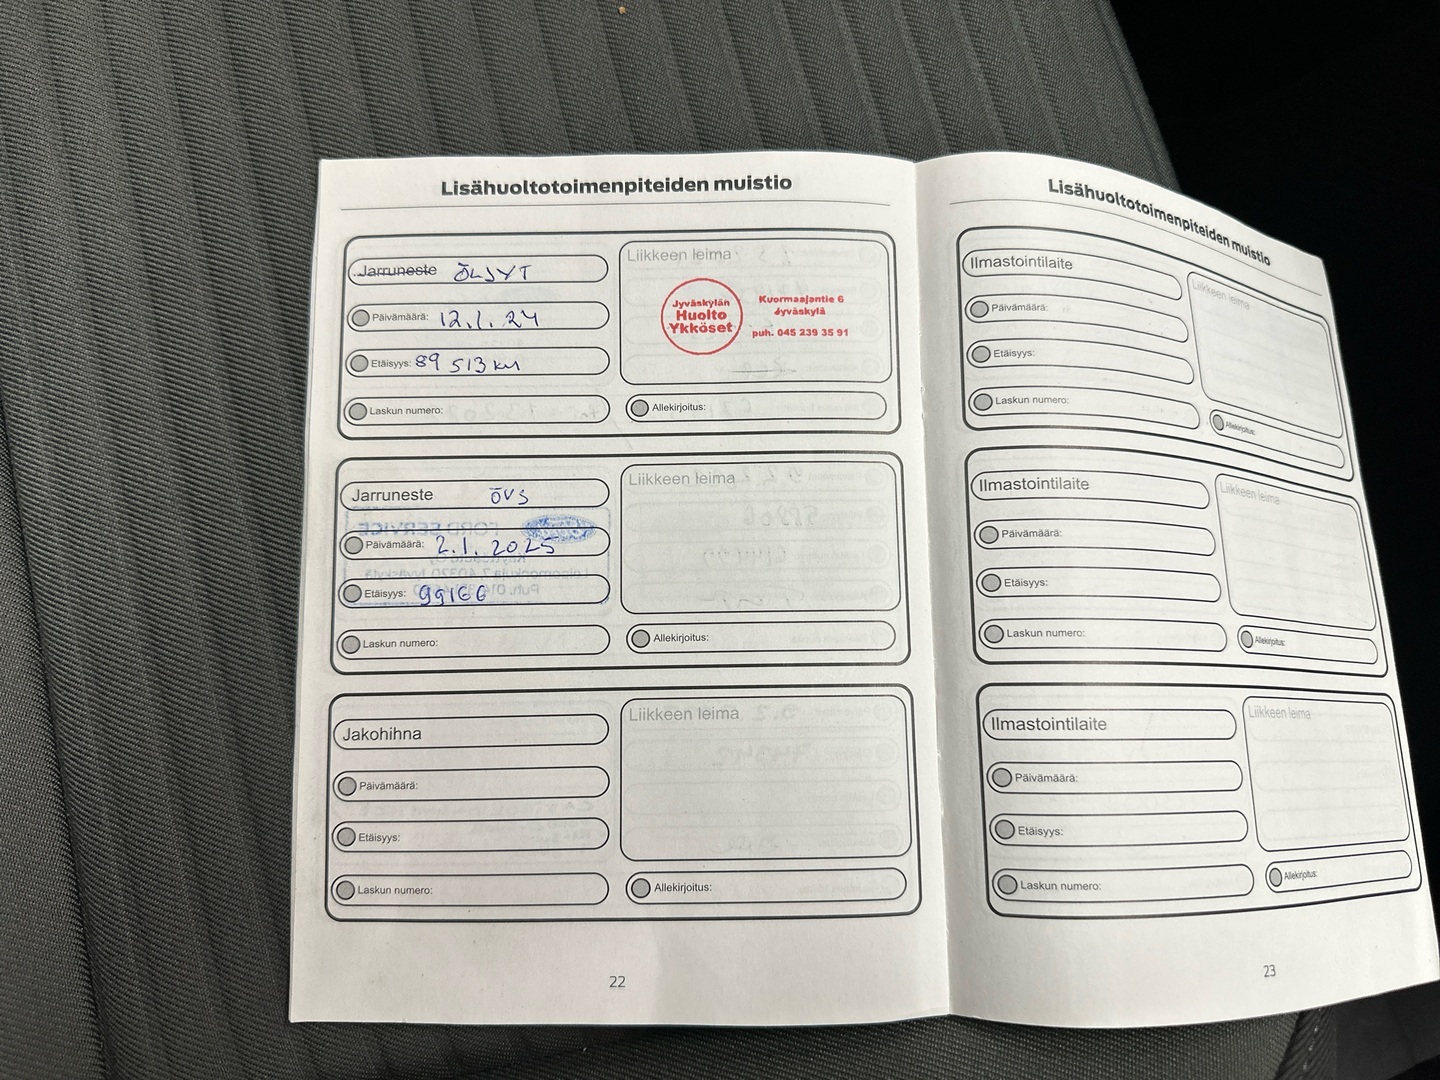 Lisähuoltotoimenpiteiden muistio
Jarruneste ÖLJYT
Päivämäärä: 12.1.24
Etäisyys: 89 513 km
Laskun numero:
Liikkeen leima
Jyväskylän
Huolto
Ykköset
Kuormaajantie 6
Jyväskylä
puh. 045 239 35 91
Allekirjoitus:
Jarruneste ÖVS
Päivämäärä: 2.1.2025
Etäisyys: 99166
Laskun numero:
Liikkeen leima
Allekirjoitus:
Jakohihna
Päivämäärä:
Etäisyys:
Laskun numero:
Liikkeen leima
Allekirjoitus:
22
Lisähuoltotoimenpiteiden muistio
Ilmastointilaite
Päivämäärä:
Etäisyys:
Laskun numero:
Liikkeen leima
Allekirjoitus:
Ilmastointilaite
Päivämäärä:
Etäisyys:
Laskun numero:
Liikkeen leima
Allekirjoitus:
Ilmastointilaite
Päivämäärä:
Etäisyys:
Laskun numero:
Liikkeen leima
Allekirjoitus:
23